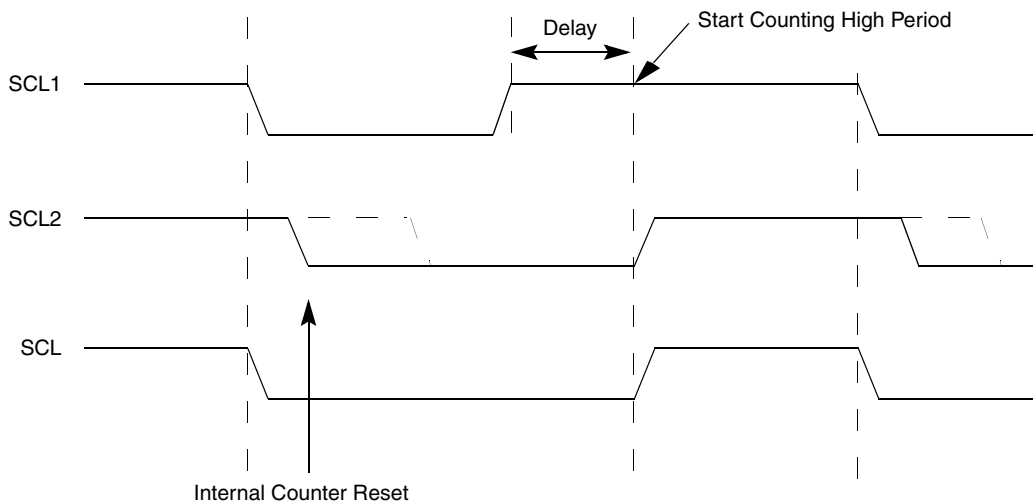 Start Counting High Period
Delay
SCL1
SCL2
SCL
Internal Counter Reset